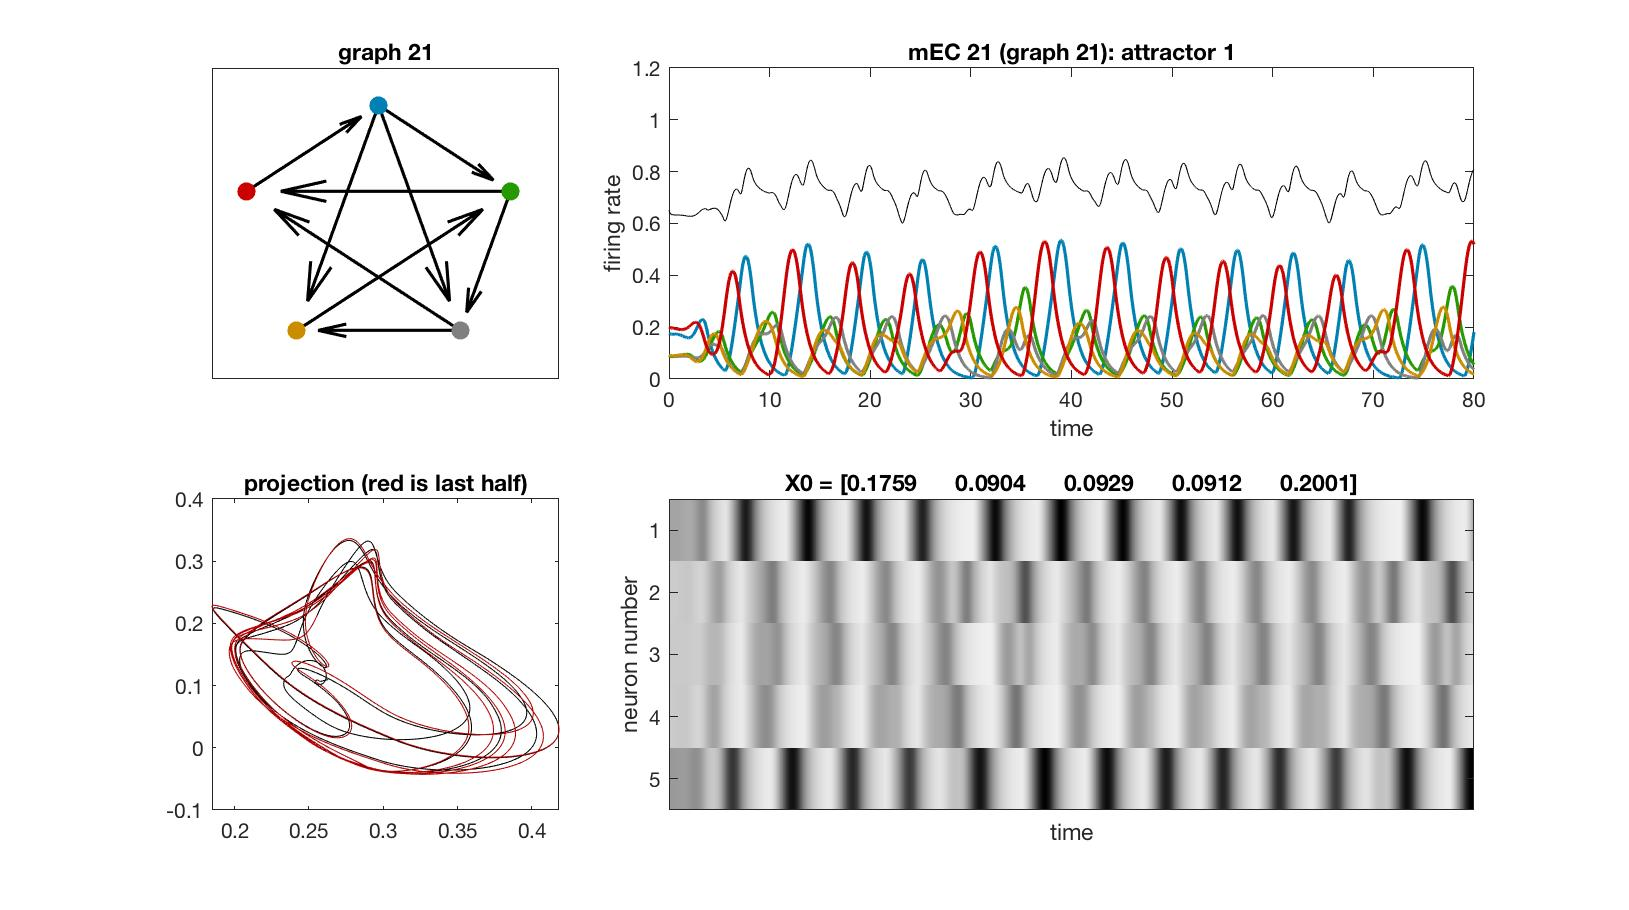 graph 21
mEC 21 (graph 21): attractor 1
1.2
1
0.8
0.6
0.4
0.2
0
firing rate
0 10 20 30 40 50 60 70 80
time
projection (red is last half)
0.4
0.3
0.2
0.1
0
-0.1
0.2 0.25 0.3 0.35 0.4
X0 = [0.1759 0.0904 0.0929 0.0912 0.2001]
1
2
3
4
5
neuron number
time